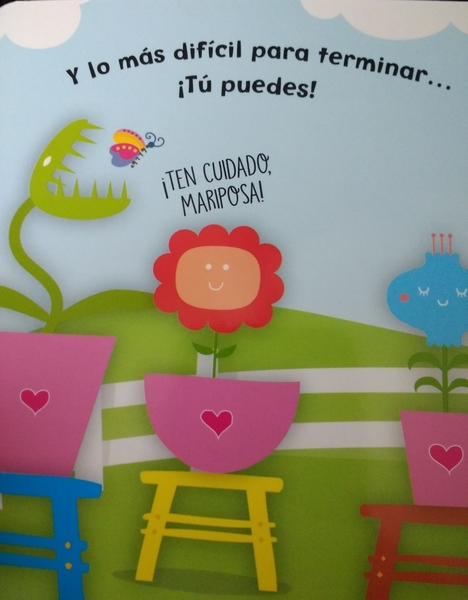 Y lo más difícil para terminar...
¡Tú puedes!
¡TEN CUIDADO,
MARIPOSA!